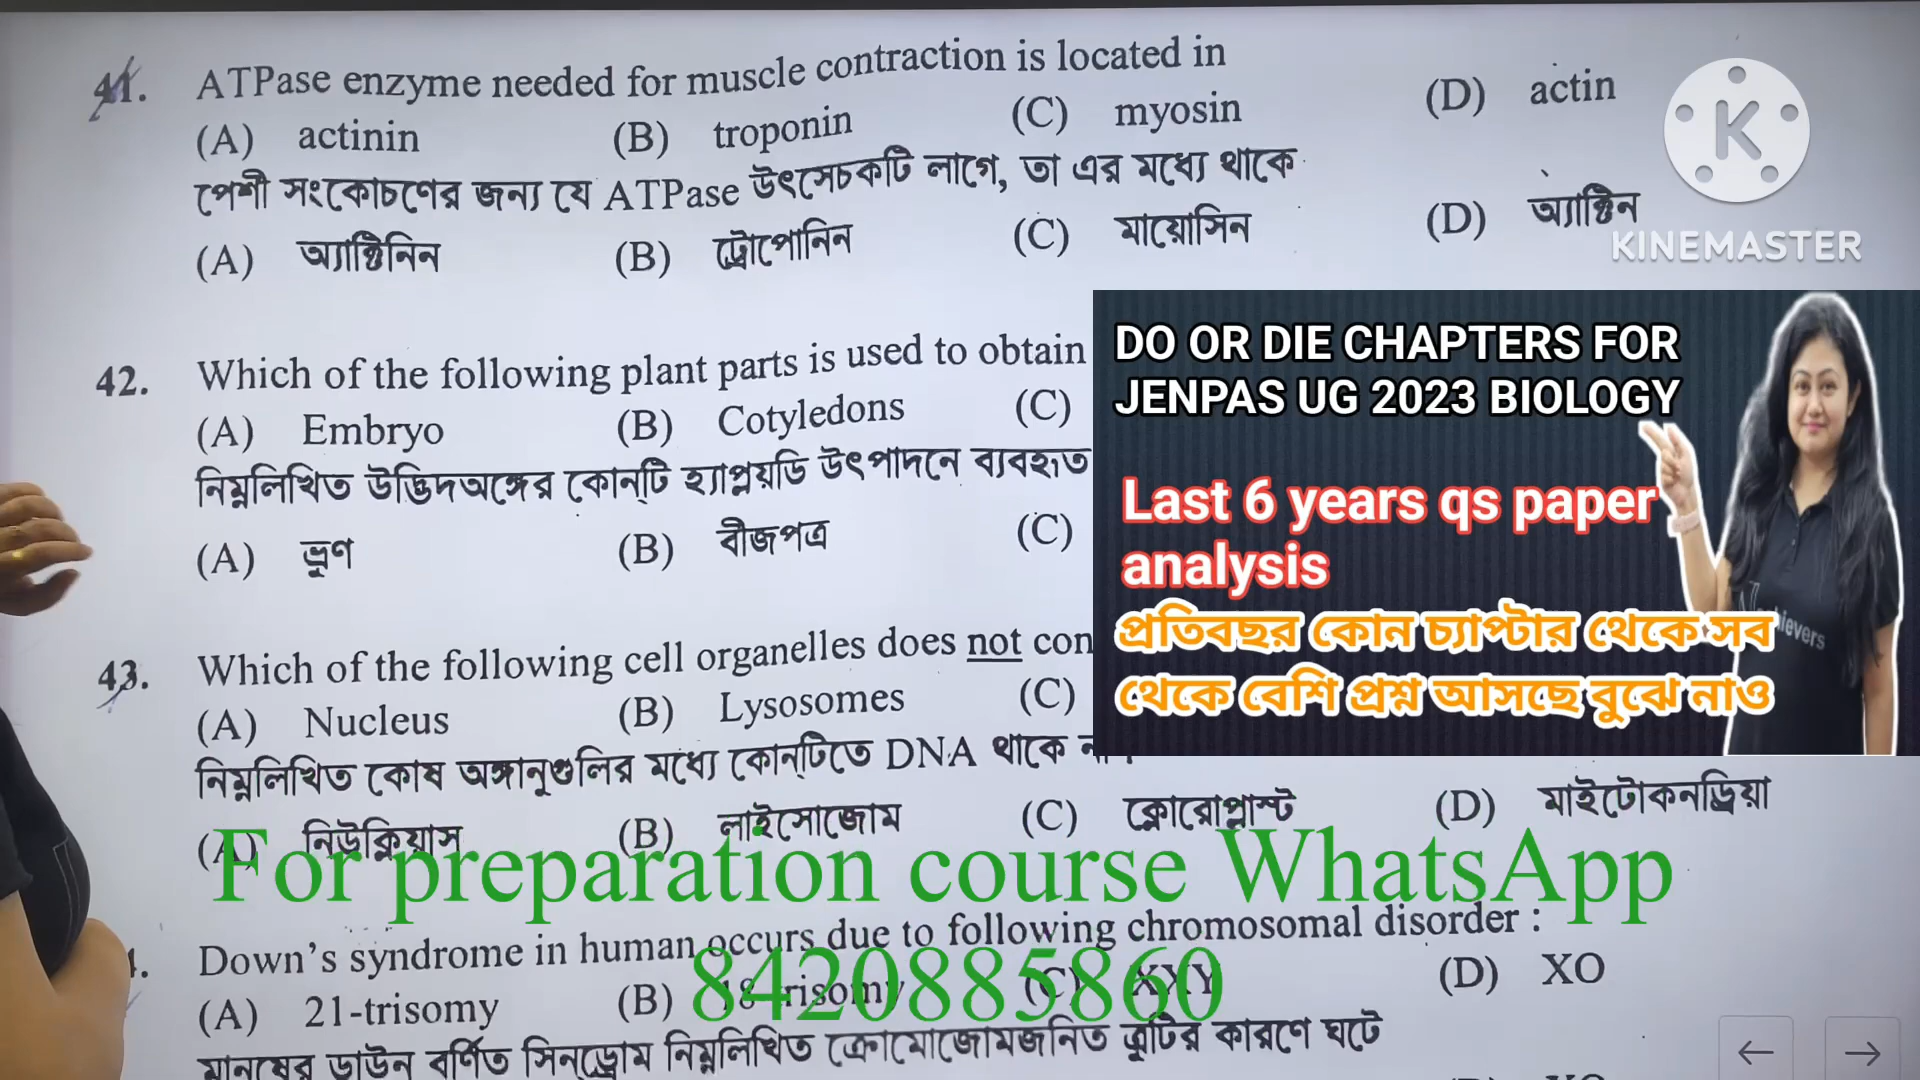 41. ATPase enzyme needed for muscle contraction is located in
(A) actinin (B) troponin (C) myosin (D) actin
পেশী সংকোচণের জন্য যে ATPase উৎসেচকটি লাগে, তা এর মধ্যে থাকে
(A) অ্যাক্টিনিন (B) ট্রোপোনিন (C) মায়োসিন (D) অ্যাক্টিন
K
KINEMASTER
42. Which of the following plant parts is used to obtain
(A) Embryo (B) Cotyledons (C)
নিম্নলিখিত উদ্ভিদঅঙ্গের কোন্‌টি হ্যাপ্লয়ডি উৎপাদনে ব্যবহৃত
(A) ভ্রূণ (B) বীজপত্র (C)
DO OR DIE CHAPTERS FOR
JENPAS UG 2023 BIOLOGY
Last 6 years qs paper
analysis
প্রতিবছর কোন চ্যাপ্টার থেকে সব
থেকে বেশি প্রশ্ন আসছে বুঝে নাও
43. Which of the following cell organelles does not con
(A) Nucleus (B) Lysosomes (C)
নিম্নলিখিত কোষ অঙ্গানুগুলির মধ্যে কোন্‌টিতে DNA থাকে
(A) নিউক্লিয়াস (B) লাইসোজোম (C) ক্লোরোপ্লাস্ট (D) মাইটোকনড্রিয়া
For preparation course WhatsApp
8420885860
Down's syndrome in human occurs due to following chromosomal disorder :
(A) 21-trisomy (B) 18-trisomy (C) XXY (D) XO
মানুষের ডাউন বর্ণিত সিন্‌ড্রোম নিম্নলিখিত ক্রোমোজোমজনিত ত্রুটির কারণে ঘটে